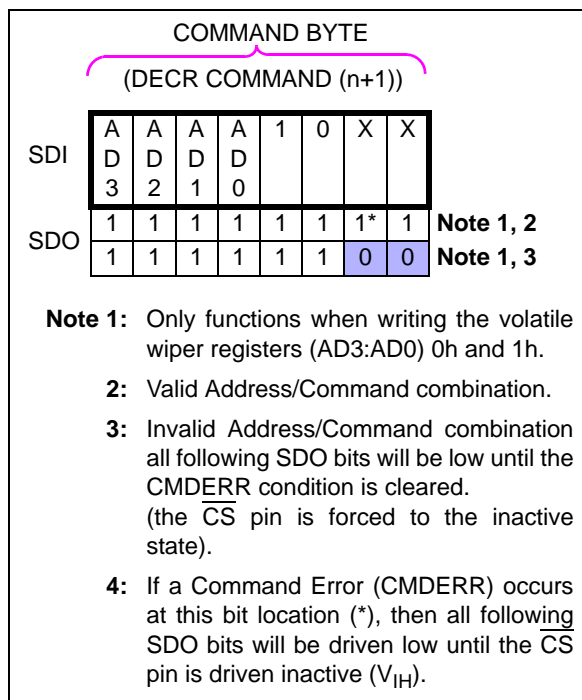 COMMAND BYTE
(DECR COMMAND (n+1))
SDI
A A A A 1 0 X X
D D D D
3 2 1 0
SDO
1 1 1 1 1 1 1* 1 Note 1, 2
1 1 1 1 1 1 0 0 Note 1, 3
Note 1: Only functions when writing the volatile
wiper registers (AD3:AD0) 0h and 1h.
2: Valid Address/Command combination.
3: Invalid Address/Command combination
all following SDO bits will be low until the
CMDERR condition is cleared.
(the CS pin is forced to the inactive
state).
4: If a Command Error (CMDERR) occurs
at this bit location (*), then all following
SDO bits will be driven low until the CS
pin is driven inactive (VIH).